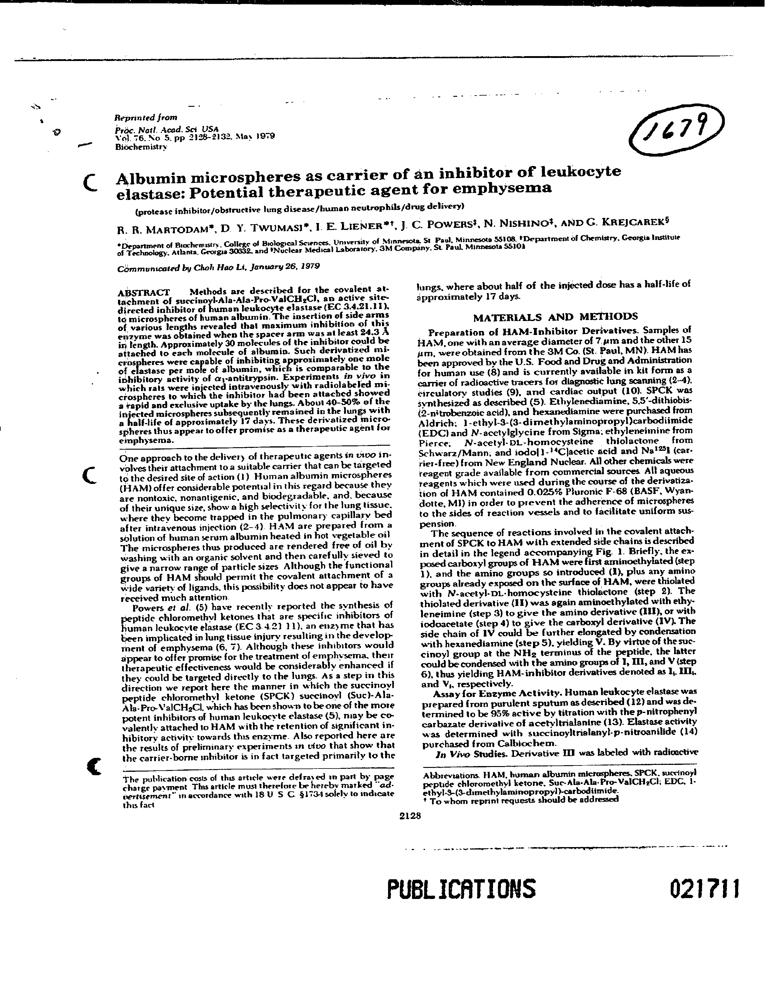 Reprinted from
Proc. Natl. Acad. Sci. USA
Vol. 76, No 5, pp 2128-2132, May 1979
Biochemistry
1679
Albumin microspheres as carrier of an inhibitor of leukocyte
elastase: Potential therapeutic agent for emphysema
(protease inhibitor/obstructive lung disease/human neutrophils/drug delivery)
R. R. MARTODAM*, D. Y. TWUMASI*, I. E. LIENER*†, J. C. POWERS‡, N. NISHINO‡, AND G. KREJCAREK§
*Department of Biochemistry, College of Biological Sciences, University of Minnesota, St Paul, Minnesota 55108, ‡Department of Chemistry, Georgia Institute
of Technology, Atlanta, Georgia 30332, and §Nuclear Medical Laboratory, 3M Company, St. Paul, Minnesota 55101
Communicated by Choh Hao Li, January 26, 1979
ABSTRACT Methods are described for the covalent at-
tachment of succinoyl-Ala-Ala-Pro-ValCH₂Cl, an active site-
directed inhibitor of human leukocyte elastase (EC 3.4.21.11),
to microspheres of human albumin. The insertion of side arms
of various lengths revealed that maximum inhibition of this
enzyme was obtained when the spacer arm was at least 24.3 Å
in length. Approximately 30 molecules of the inhibitor could be
attached to each molecule of albumin. Such derivatized mi-
crospheres were capable of inhibiting approximately one mole
of elastase per mole of albumin, which is comparable to the
inhibitory activity of α₁-antitrypsin. Experiments in vivo in
which rats were injected intravenously with radiolabeled mi-
crospheres to which the inhibitor had been attached showed
a rapid and exclusive uptake by the lungs. About 40-50% of the
injected microspheres subsequently remained in the lungs with
a half-life of approximately 17 days. These derivatized micro-
spheres thus appear to offer promise as a therapeutic agent for
emphysema.
One approach to the delivery of therapeutic agents in vivo in-
volves their attachment to a suitable carrier that can be targeted
to the desired site of action (1) Human albumin microspheres
(HAM) offer considerable potential in this regard because they
are nontoxic, nonantigenic, and biodegradable, and, because
of their unique size, show a high selectivity for the lung tissue,
where they become trapped in the pulmonary capillary bed
after intravenous injection (2-4). HAM are prepared from a
solution of human serum albumin heated in hot vegetable oil
The microspheres thus produced are rendered free of oil by
washing with an organic solvent and then carefully sieved to
give a narrow range of particle sizes Although the functional
groups of HAM should permit the covalent attachment of a
wide variety of ligands, this possibility does not appear to have
received much attention
Powers et al. (5) have recently reported the synthesis of
peptide chloromethyl ketones that are specific inhibitors of
human leukocyte elastase (EC 3 4.21 11), an enzyme that has
been implicated in lung tissue injury resulting in the develop-
ment of emphysema (6, 7). Although these inhibitors would
appear to offer promise for the treatment of emphysema, their
therapeutic effectiveness would be considerably enhanced if
they could be targeted directly to the lungs. As a step in this
direction we report here the manner in which the succinoyl
peptide chloromethyl ketone (SPCK) succinoyl (Suc)-Ala-
Ala-Pro-ValCH₂Cl, which has been shown to be one of the more
potent inhibitors of human leukocyte elastase (5), may be co-
valently attached to HAM with the retention of significant in-
hibitory activity towards this enzyme. Also reported here are
the results of preliminary experiments in vivo that show that
the carrier-borne inhibitor is in fact targeted primarily to the
The publication costs of this article were defrayed in part by page
charge payment This article must therefore be hereby marked "ad-
vertisement" in accordance with 18 U S C §1734 solely to indicate
this fact
lungs, where about half of the injected dose has a half-life of
approximately 17 days.
MATERIALS AND METHODS
Preparation of HAM-Inhibitor Derivatives. Samples of
HAM, one with an average diameter of 7 μm and the other 15
μm, were obtained from the 3M Co. (St. Paul, MN). HAM has
been approved by the U.S. Food and Drug Administration
for human use (8) and is currently available in kit form as a
carrier of radioactive tracers for diagnostic lung scanning (2-4),
circulatory studies (9), and cardiac output (10). SPCK was
synthesized as described (5). Ethylenediamine, 5,5'-dithiobis-
(2-nitrobenzoic acid), and hexanediamine were purchased from
Aldrich; 1-ethyl-3-(3-dimethylaminopropyl)carbodiimide
(EDC) and N-acetylglycine from Sigma; ethyleneimine from
Pierce, N-acetyl-DL-homocysteine thiolactone from
Schwarz/Mann; and iodo[1-¹⁴C]acetic acid and Na¹²⁵I (car-
rier-free) from New England Nuclear. All other chemicals were
reagent grade available from commercial sources All aqueous
reagents which were used during the course of the derivatiza-
tion of HAM contained 0.025% Pluronic F-68 (BASF, Wyan-
dotte, MI) in order to prevent the adherence of microspheres
to the sides of reaction vessels and to facilitate uniform sus-
pension.
The sequence of reactions involved in the covalent attach-
ment of SPCK to HAM with extended side chains is described
in detail in the legend accompanying Fig. 1. Briefly, the ex-
posed carboxyl groups of HAM were first aminoethylated (step
1), and the amino groups so introduced (I), plus any amino
groups already exposed on the surface of HAM, were thiolated
with N-acetyl-DL-homocysteine thiolactone (step 2). The
thiolated derivative (II) was again aminoethylated with ethy-
leneimine (step 3) to give the amino derivative (III), or with
iodoacetate (step 4) to give the carboxyl derivative (IV). The
side chain of IV could be further elongated by condensation
with hexanediamine (step 5), yielding V. By virtue of the suc-
cinoyl group at the NH₂ terminus of the peptide, the latter
could be condensed with the amino groups of I, III, and V (step
6), thus yielding HAM-inhibitor derivatives denoted as Iᵢ, IIIᵢ,
and Vᵢ, respectively.
Assay for Enzyme Activity. Human leukocyte elastase was
prepared from purulent sputum as described (12) and was de-
termined to be 95% active by titration with the p-nitrophenyl
carbazate derivative of acetyltrialanine (13). Elastase activity
was determined with succinoyltrialanyl-p-nitroanilide (14)
purchased from Calbiochem.
In Vivo Studies. Derivative III was labeled with radioactive
Abbreviations. HAM, human albumin microspheres, SPCK, succinoyl
peptide chloromethyl ketone, Suc-Ala-Ala-Pro-ValCH₂Cl; EDC, 1-
ethyl-3-(3-dimethylaminopropyl)-carbodiimide.
† To whom reprint requests should be addressed
2128
PUBLICATIONS 021711